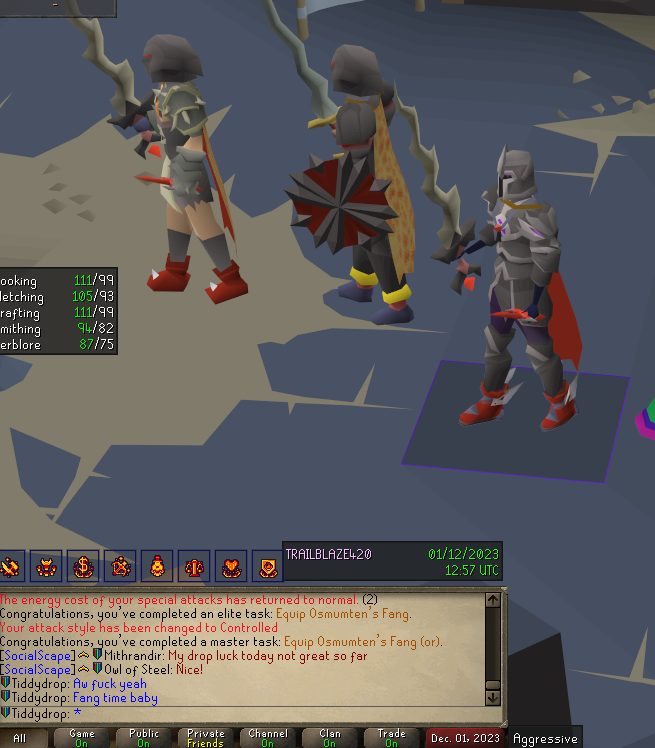 ooking 111/99
letching 105/93
rafting 111/99
mithing 94/82
erblore 87/75
TRAILBLAZE420 01/12/2023
12:57 UTC
The energy cost of your special attacks has returned to normal. (2)
Congratulations, you've completed an elite task: Equip Osmumten's Fang.
Your attack style has been changed to Controlled
Congratulations, you've completed a master task: Equip Osmumten's Fang (or).
[SocialScape] Mithrandir: My drop luck today not great so far
[SocialScape] Owl of Steel: Nice!
Tiddydrop: Aw fuck yeah
Tiddydrop: Fang time baby
Tiddydrop: *
All Game On Public On Private Friends Channel On Clan On Trade On Dec. 01, 2023 Aggressive